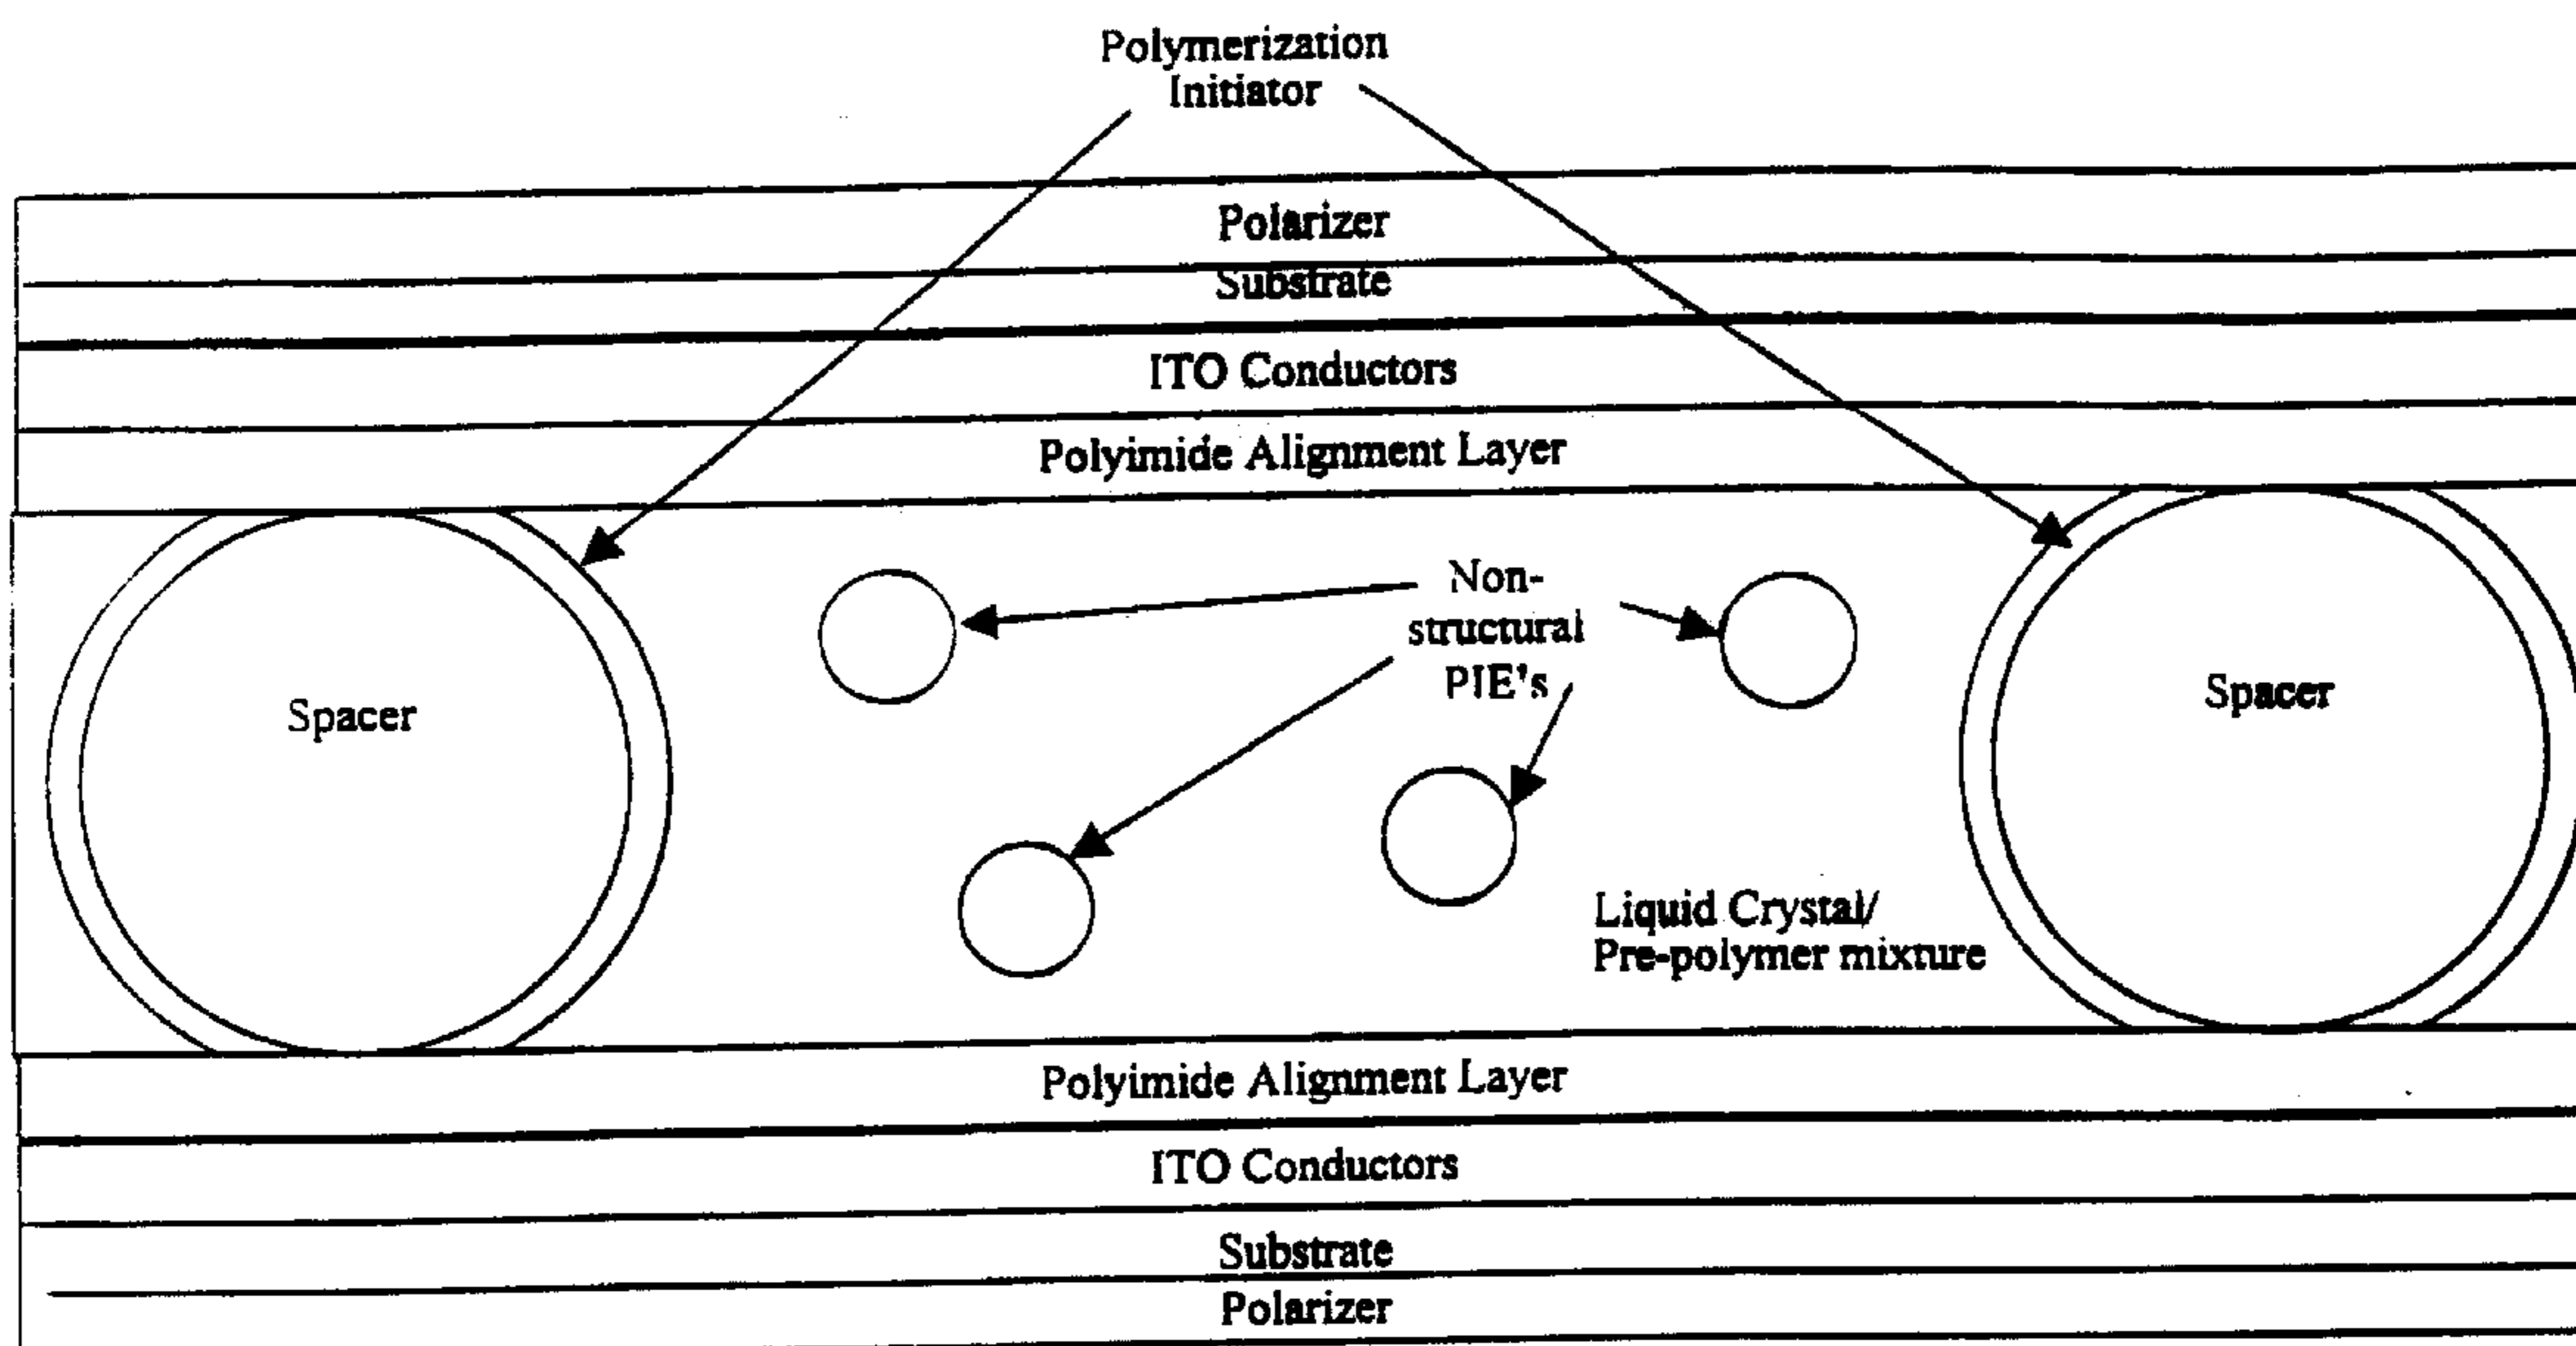 Polymerization
Initiator
Polarizer
Substrate
ITO Conductors
Polyimide Alignment Layer
Non-
structural
PIE's
Spacer
Spacer
Liquid Crystal/
Pre-polymer mixture
Polyimide Alignment Layer
ITO Conductors
Substrate
Polarizer